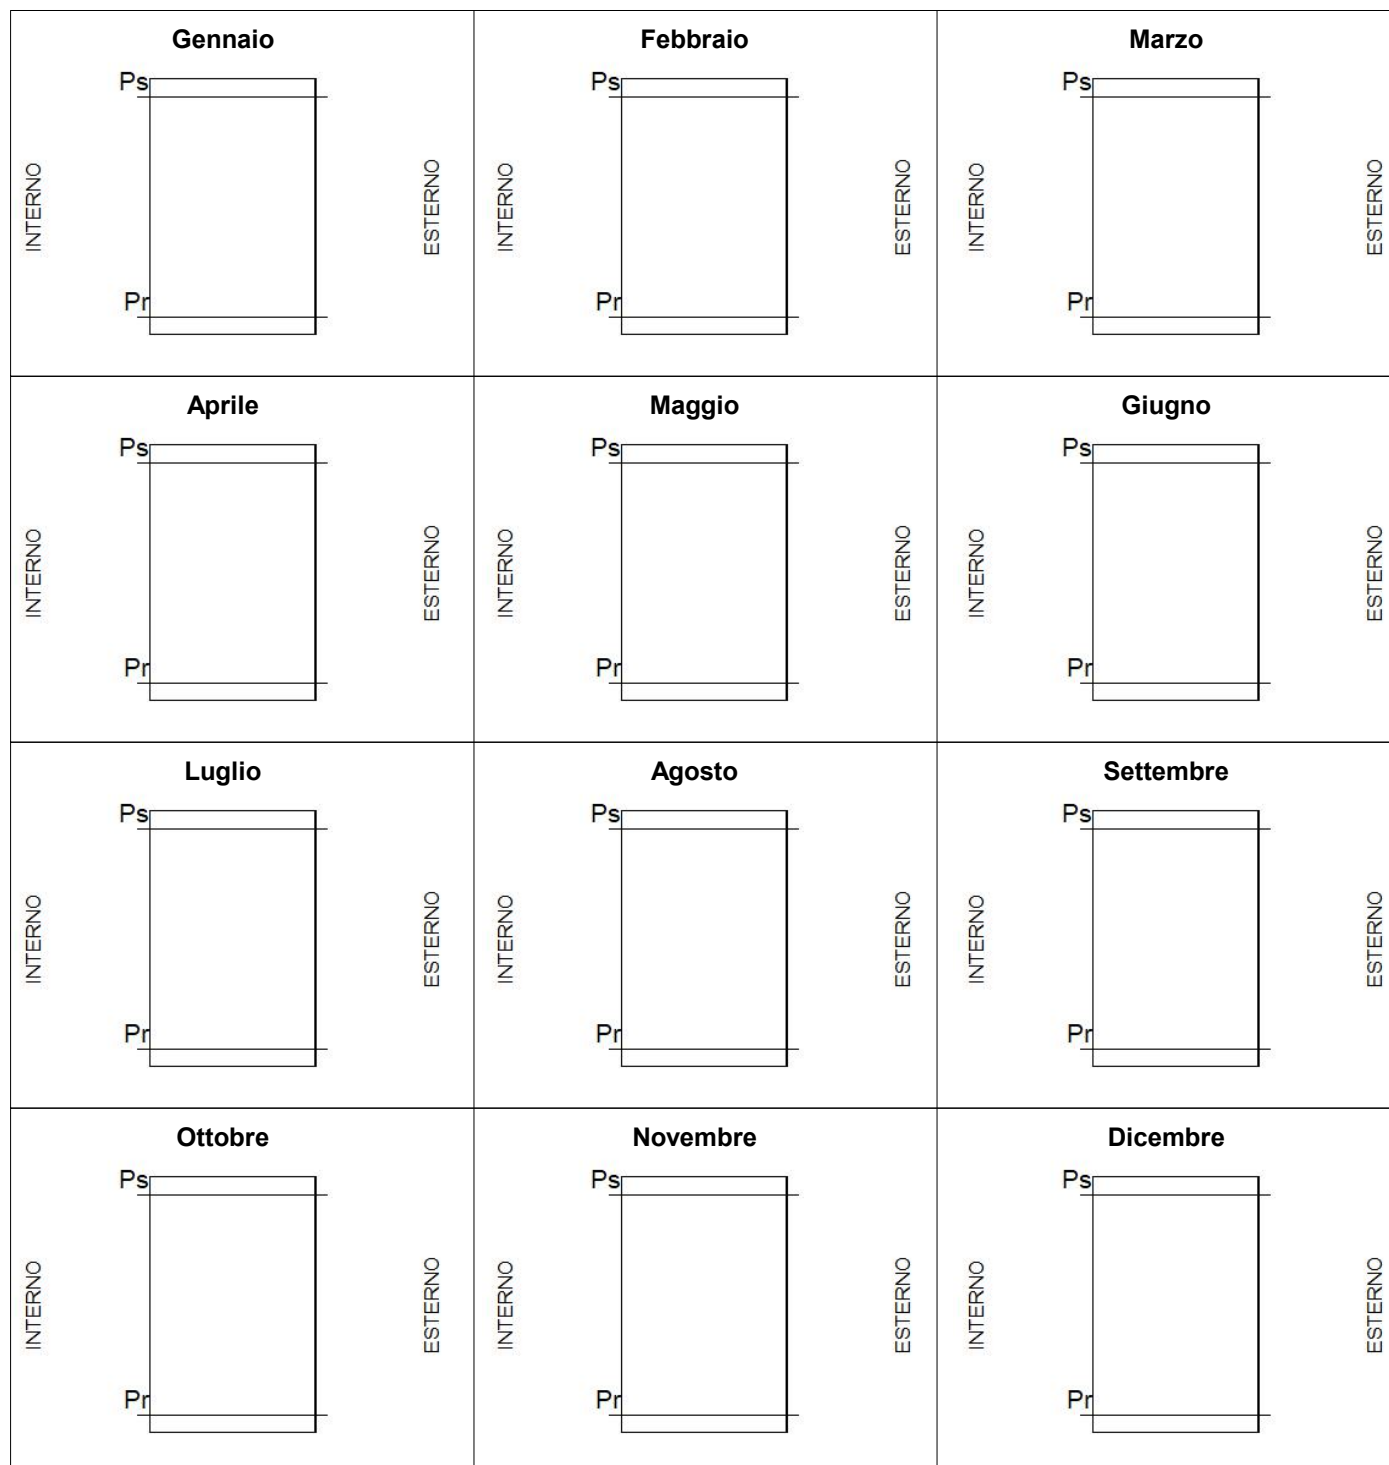 Gennaio
Ps
INTERNO
ESTERNO
Pr
Febbraio
Ps
INTERNO
ESTERNO
Pr
Marzo
Ps
INTERNO
ESTERNO
Pr
Aprile
Ps
INTERNO
ESTERNO
Pr
Maggio
Ps
INTERNO
ESTERNO
Pr
Giugno
Ps
INTERNO
ESTERNO
Pr
Luglio
Ps
INTERNO
ESTERNO
Pr
Agosto
Ps
INTERNO
ESTERNO
Pr
Settembre
Ps
INTERNO
ESTERNO
Pr
Ottobre
Ps
INTERNO
ESTERNO
Pr
Novembre
Ps
INTERNO
ESTERNO
Pr
Dicembre
Ps
INTERNO
ESTERNO
Pr